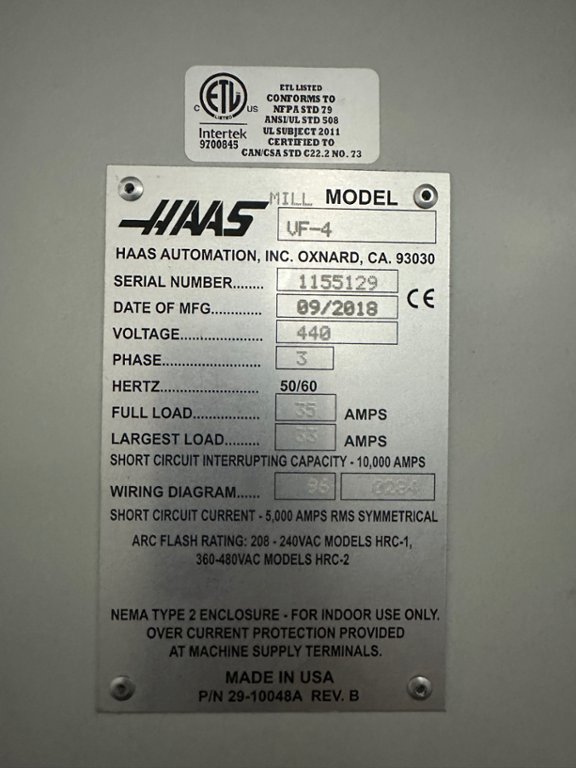 ETL LISTED
CONFORMS TO
NFPA STD 79
ANSI/UL STD 508
UL SUBJECT 2011
CERTIFIED TO
CAN/CSA STD C22.2 NO. 73
C ETL US
LISTED
Intertek
9700845
MILL MODEL
HAAS VF-4
HAAS AUTOMATION, INC. OXNARD, CA. 93030
SERIAL NUMBER........ 1155129
DATE OF MFG............. 09/2018 CE
VOLTAGE..................... 440
PHASE......................... 3
HERTZ.......................... 50/60
FULL LOAD................. 35 AMPS
LARGEST LOAD......... AMPS
SHORT CIRCUIT INTERRUPTING CAPACITY - 10,000 AMPS
WIRING DIAGRAM...... 96
SHORT CIRCUIT CURRENT - 5,000 AMPS RMS SYMMETRICAL
ARC FLASH RATING: 208 - 240VAC MODELS HRC-1,
360-480VAC MODELS HRC-2
NEMA TYPE 2 ENCLOSURE - FOR INDOOR USE ONLY.
OVER CURRENT PROTECTION PROVIDED
AT MACHINE SUPPLY TERMINALS.
MADE IN USA
P/N 29-10048A REV. B